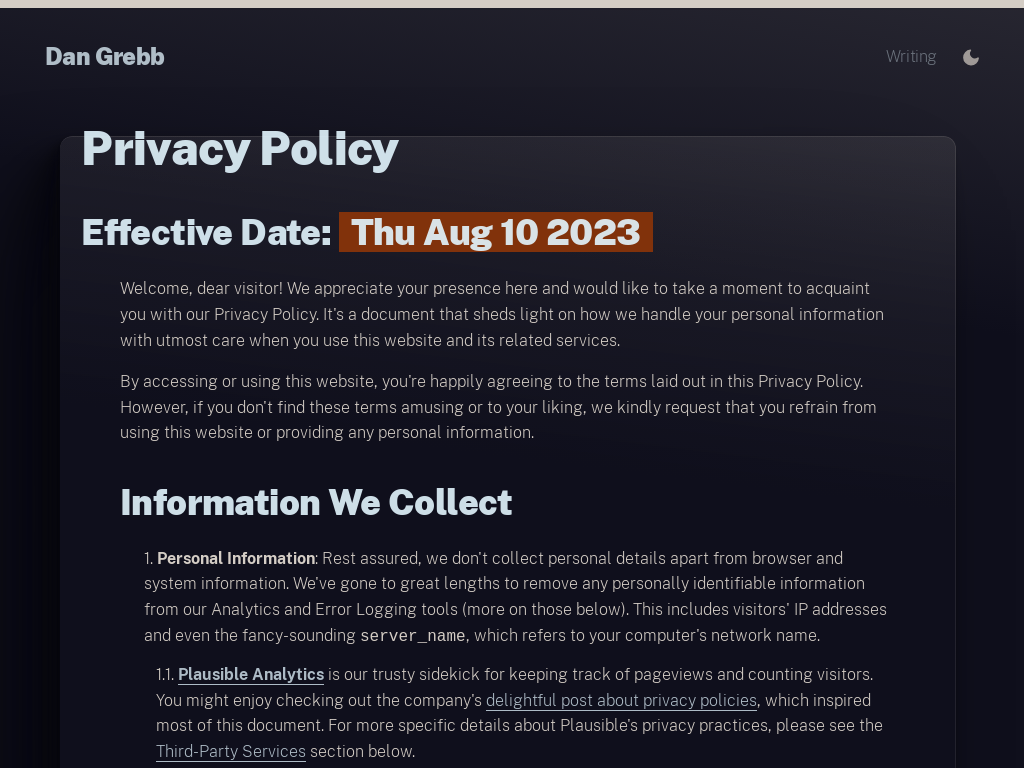 Dan Grebb
Writing
Privacy Policy
Effective Date: Thu Aug 10 2023
Welcome, dear visitor! We appreciate your presence here and would like to take a moment to acquaint
you with our Privacy Policy. It's a document that sheds light on how we handle your personal information
with utmost care when you use this website and its related services.
By accessing or using this website, you're happily agreeing to the terms laid out in this Privacy Policy.
However, if you don't find these terms amusing or to your liking, we kindly request that you refrain from
using this website or providing any personal information.
Information We Collect
1. Personal Information: Rest assured, we don't collect personal details apart from browser and
system information. We've gone to great lengths to remove any personally identifiable information
from our Analytics and Error Logging tools (more on those below). This includes visitors' IP addresses
and even the fancy-sounding server_name, which refers to your computer's network name.
1.1. Plausible Analytics is our trusty sidekick for keeping track of pageviews and counting visitors.
You might enjoy checking out the company's delightful post about privacy policies, which inspired
most of this document. For more specific details about Plausible's privacy practices, please see the
Third-Party Services section below.